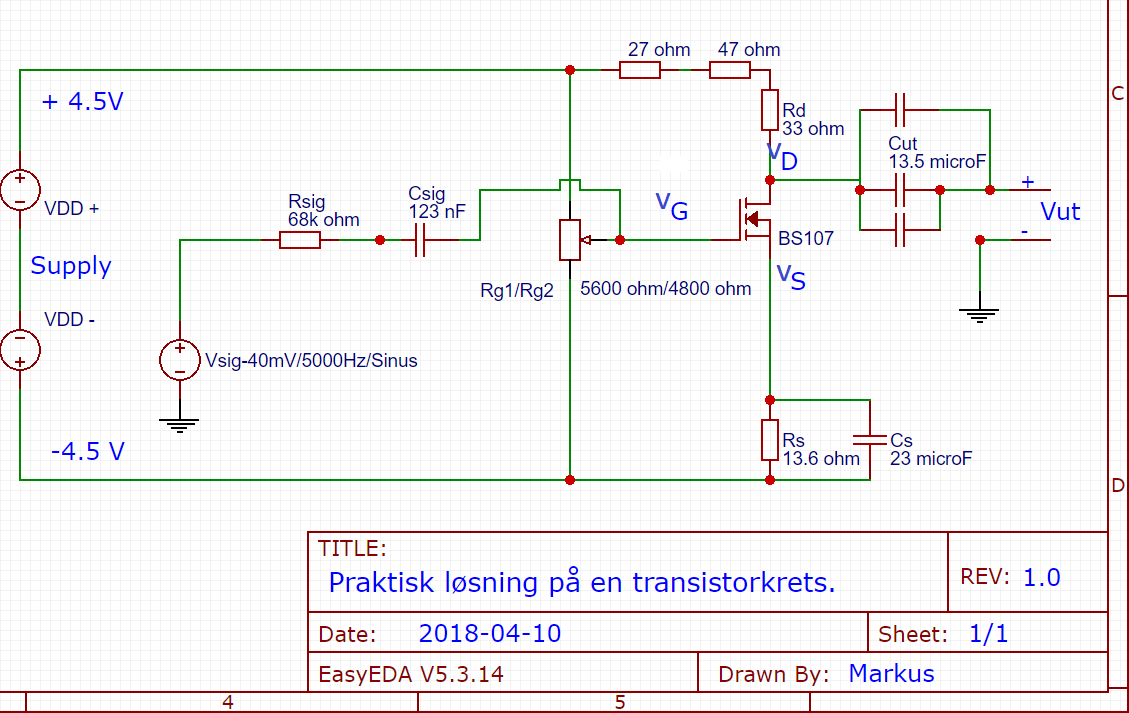 27 ohm
47 ohm
+ 4.5V
C
Rd
33 ohm
Cut
13.5 microF
VD
VDD +
Rsig
68k ohm
Csig
123 nF
VG
+
Vut
-
BS107
Supply
VS
Rg1/Rg2
5600 ohm/4800 ohm
VDD -
Vsig-40mV/5000Hz/Sinus
-4.5 V
Rs
13.6 ohm
Cs
23 microF
D
TITLE:
Praktisk løsning på en transistorkrets.
REV: 1.0
Date: 2018-04-10
Sheet: 1/1
EasyEDA V5.3.14
Drawn By: Markus
4
5